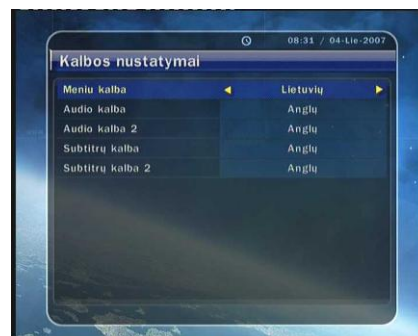 08:31 / 04-Lie-2007
Kalbos nustatymai
Meniu kalba Lietuvių
Audio kalba Anglų
Audio kalba 2 Anglų
Subtitrų kalba Anglų
Subtitrų kalba 2 Anglų